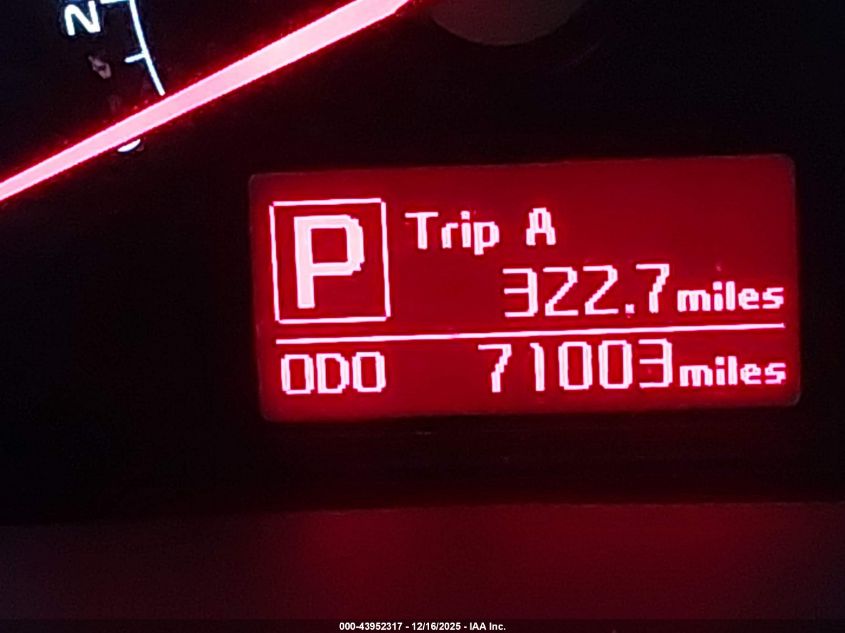 N
P
Trip A
322.7 miles
ODO 71003 miles
000-43952317 - 12/16/2025 - IAA Inc.